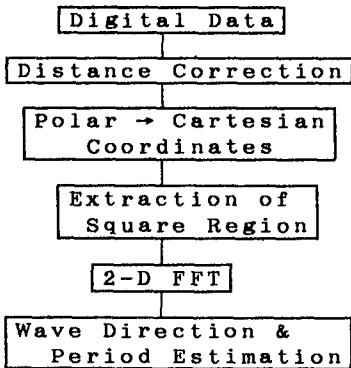 Digital Data
Distance Correction
Polar → Cartesian
Coordinates
Extraction of
Square Region
2-D FFT
Wave Direction &
Period Estimation